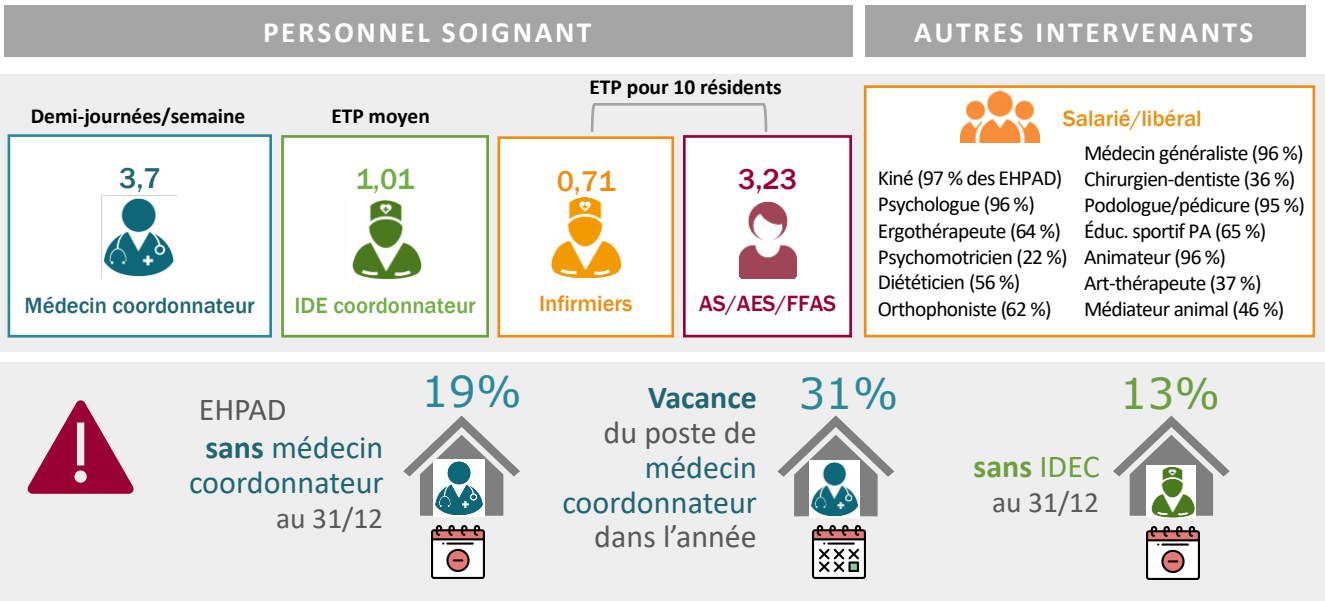 PERSONNEL SOIGNANT
AUTRES INTERVENANTS
ETP pour 10 résidents
Demi-journées/semaine
ETP moyen
3,7
Médecin coordonnateur
1,01
IDE coordonnateur
0,71
Infirmiers
3,23
AS/AES/FFAS
Salarié/libéral
Kiné (97 % des EHPAD)
Psychologue (96 %)
Ergothérapeute (64 %)
Psychomotricien (22 %)
Diététicien (56 %)
Orthophoniste (62 %)
Médecin généraliste (96 %)
Chirurgien-dentiste (36 %)
Podologue/pédicure (95 %)
Éduc. sportif PA (65 %)
Animateur (96 %)
Art-thérapeute (37 %)
Médiateur animal (46 %)
EHPAD
sans médecin
coordonnateur
au 31/12
19%
Vacance
du poste de
médecin
coordonnateur
dans l’année
31%
sans IDEC
au 31/12
13%